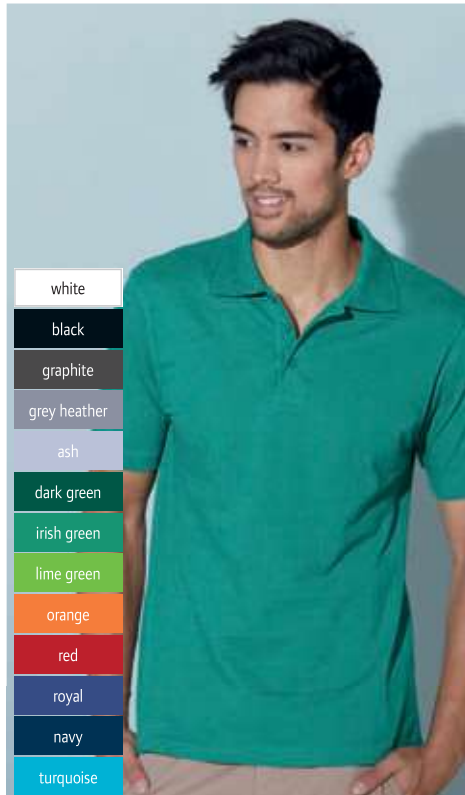 white
black
graphite
grey heather
ash
dark green
irish green
lime green
orange
red
royal
navy
turquoise